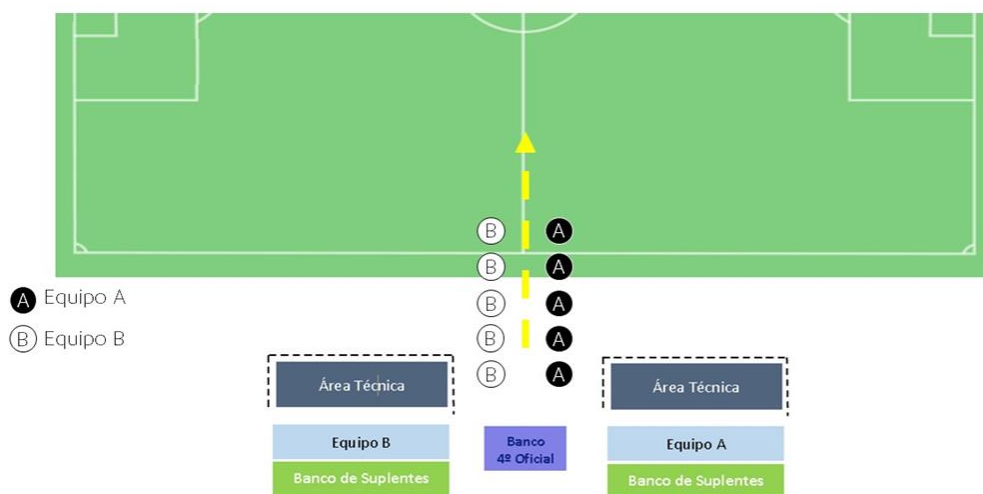 B A
B A
A Equipo A
B A
B Equipo B
B A
B A
Área Técnica
Área Técnica
Equipo B
Banco
4º Oficial
Equipo A
Banco de Suplentes
Banco de Suplentes